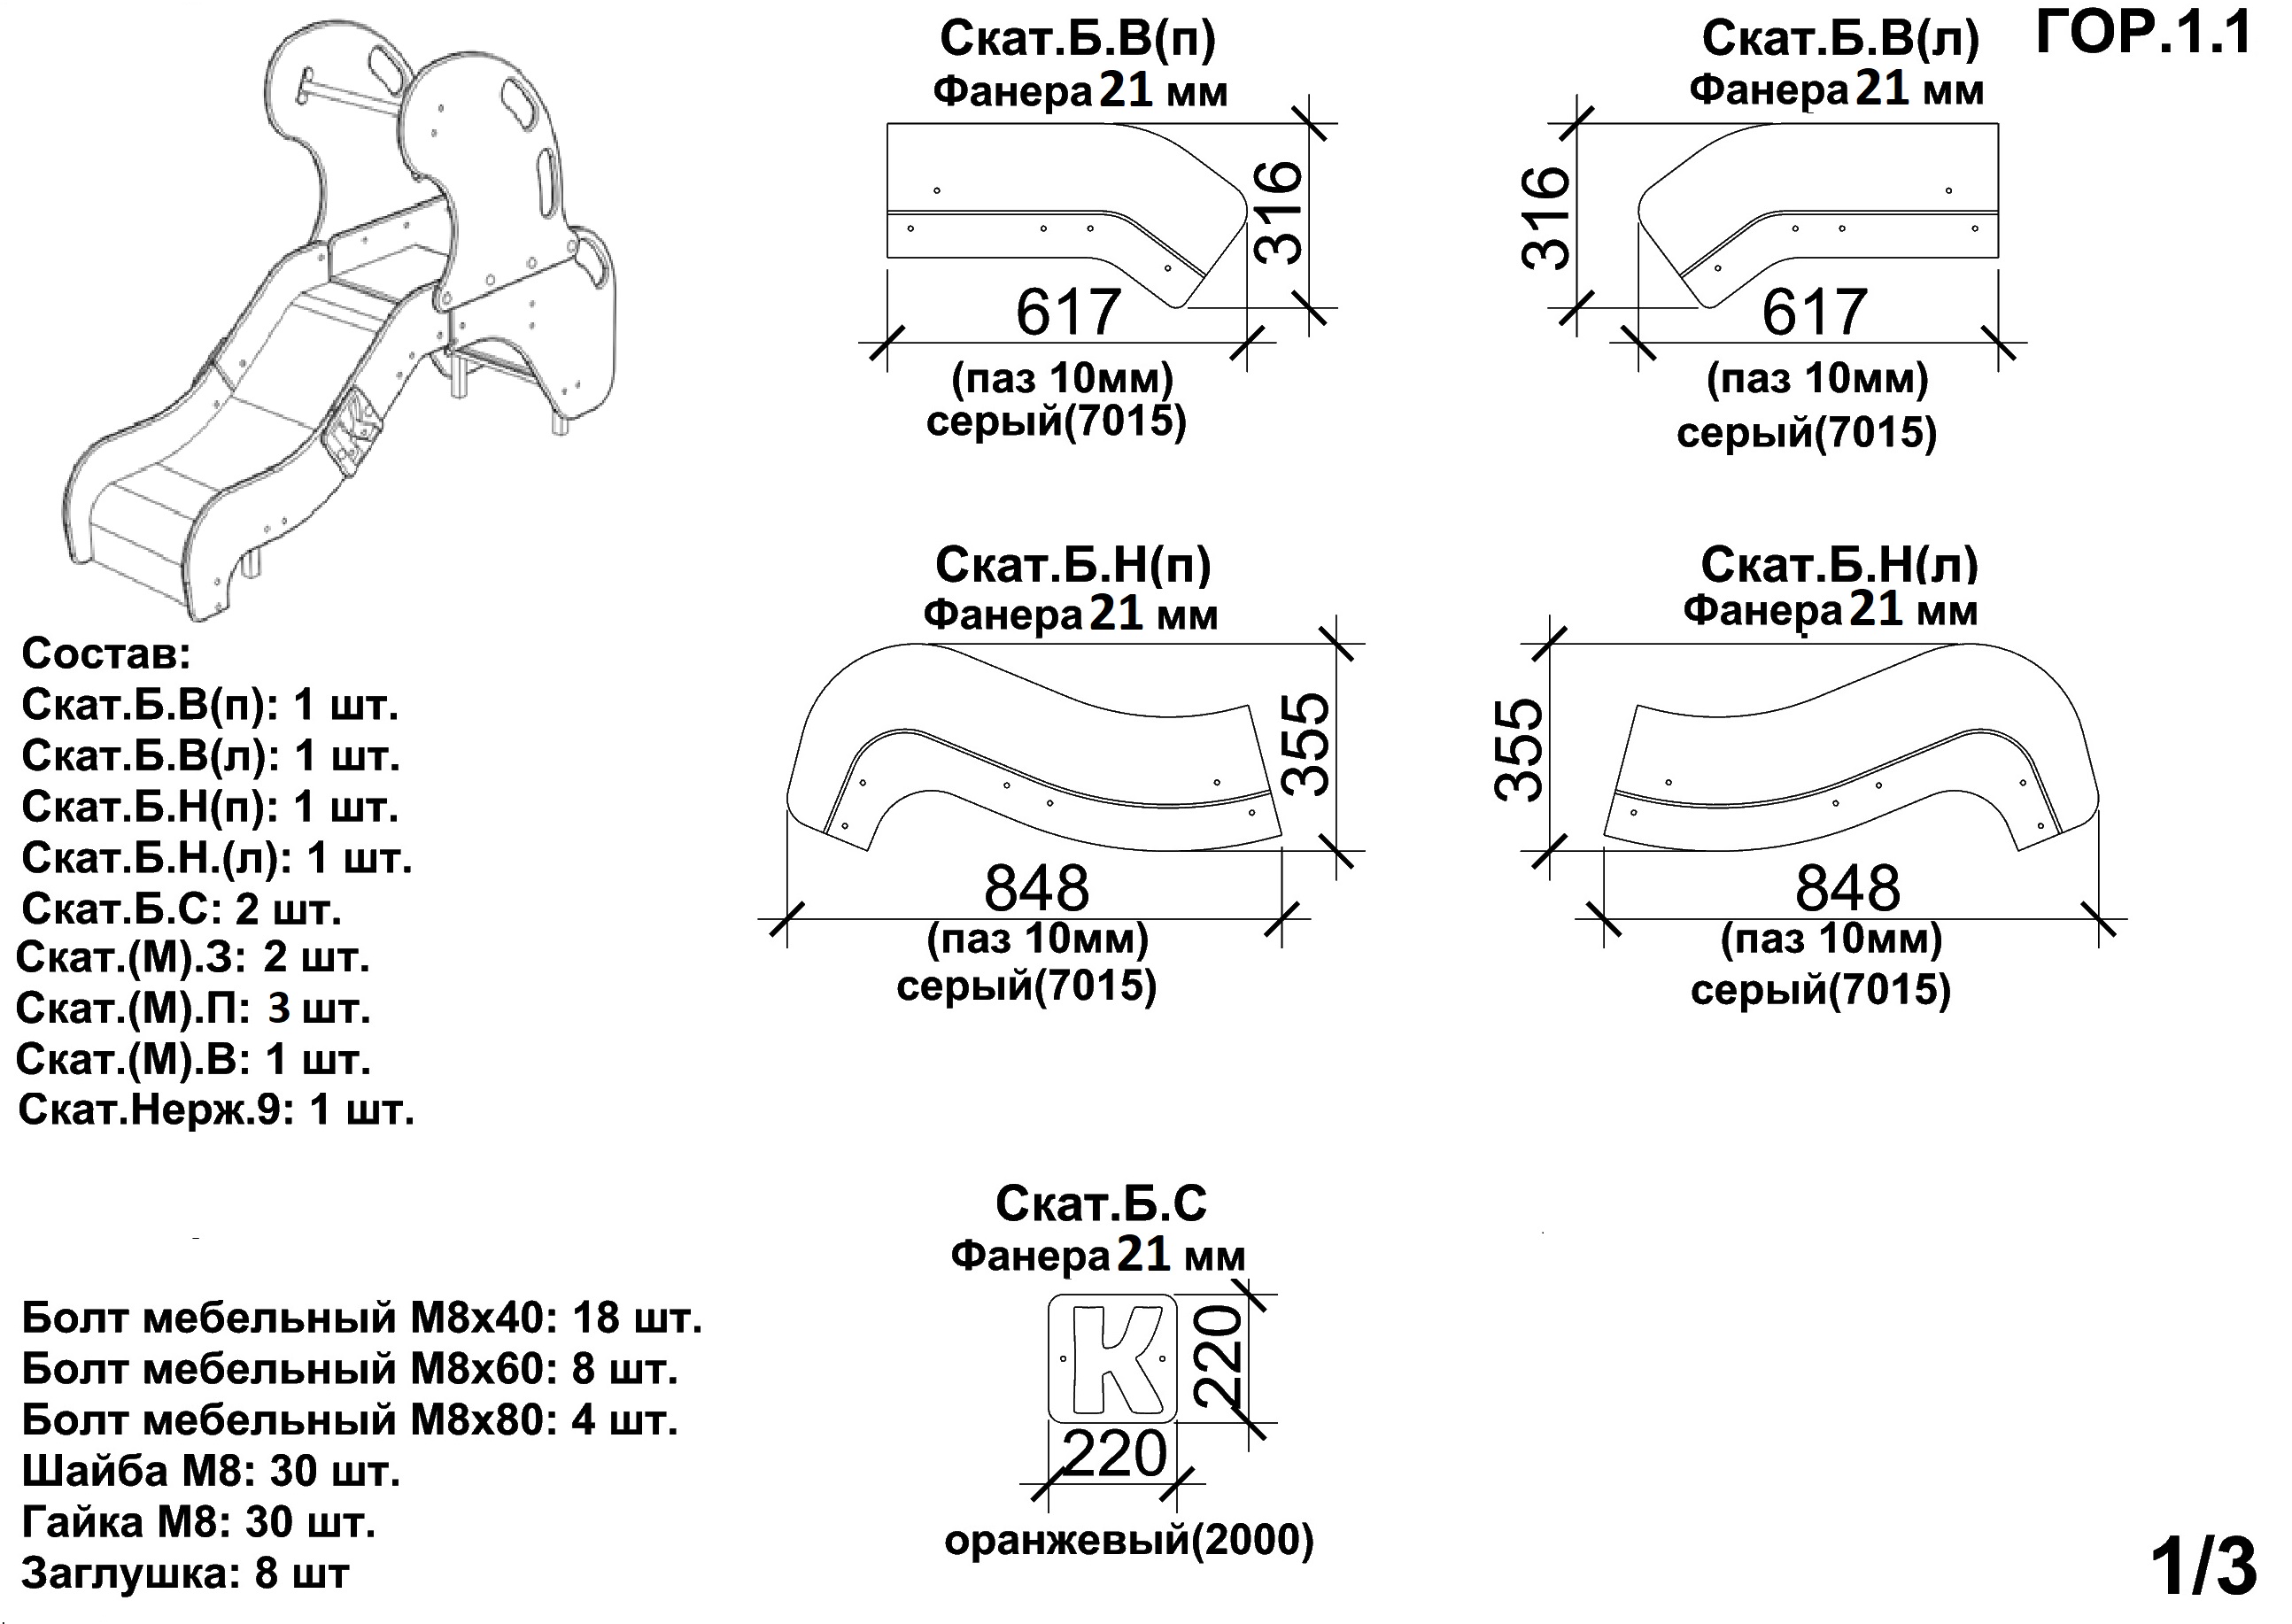 Скат.Б.В(п)
Фанера 21 мм
316
617
(паз 10мм)
серый(7015)
Скат.Б.В(л)
Фанера 21 мм
316
617
(паз 10мм)
серый(7015)
ГОР.1.1
Скат.Б.Н(п)
Фанера 21 мм
355
848
(паз 10мм)
серый(7015)
Скат.Б.Н(л)
Фанера 21 мм
355
848
(паз 10мм)
серый(7015)
Состав:
Скат.Б.В(п): 1 шт.
Скат.Б.В(л): 1 шт.
Скат.Б.Н(п): 1 шт.
Скат.Б.Н.(л): 1 шт.
Скат.Б.С: 2 шт.
Скат.(М).З: 2 шт.
Скат.(М).П: 3 шт.
Скат.(М).В: 1 шт.
Скат.Нерж.9: 1 шт.
Скат.Б.С
Фанера 21 мм
К
220
220
оранжевый(2000)
Болт мебельный М8х40: 18 шт.
Болт мебельный М8х60: 8 шт.
Болт мебельный М8х80: 4 шт.
Шайба М8: 30 шт.
Гайка М8: 30 шт.
Заглушка: 8 шт
1/3